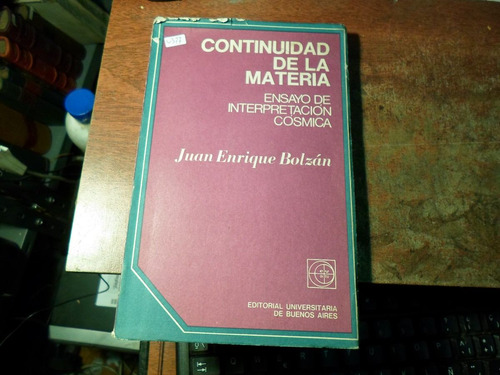 CONTINUIDAD
DE LA
MATERIA
ENSAYO DE
INTERPRETACIÓN
CÓSMICA
Juan Enrique Bolzán
EDITORIAL UNIVERSITARIA
DE BUENOS AIRES